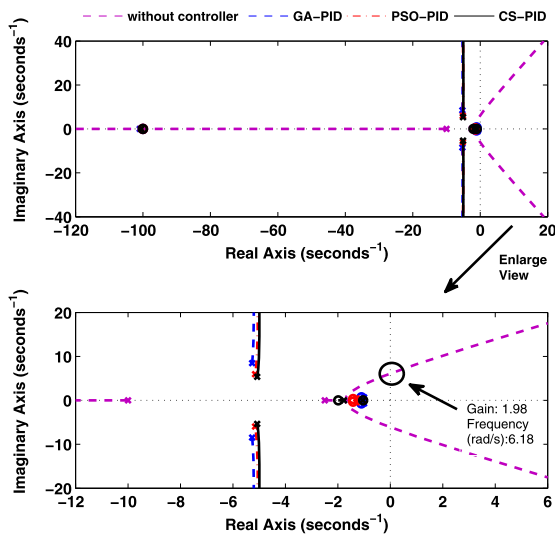 without controller GA−PID PSO−PID CS−PID
40
20
0
−20
−40
Imaginary Axis (seconds⁻¹)
−120 −100 −80 −60 −40 −20 0 20
Real Axis (seconds⁻¹)
Enlarge
View
20
10
0
−10
−20
Imaginary Axis (seconds⁻¹)
Gain: 1.98
Frequency
(rad/s):6.18
−12 −10 −8 −6 −4 −2 0 2 4 6
Real Axis (seconds⁻¹)